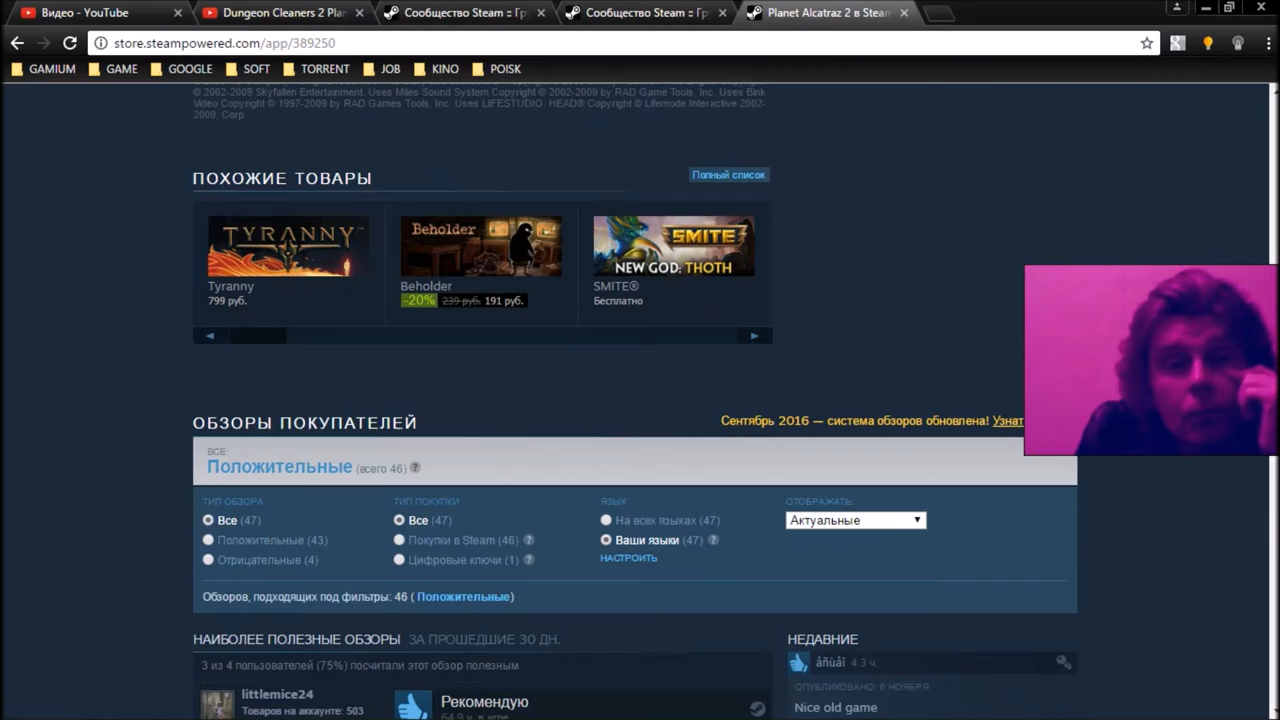 Видео - YouTube
Dungeon Cleaners 2 Pla
Сообщество Steam :: Гр
Сообщество Steam :: Гр
Planet Alcatraz 2 в Steam
store.steampowered.com/app/389250
GAMIUM GAME GOOGLE SOFT TORRENT JOB KINO POISK
© 2002-2009 Skyfallen Entertainment. Uses Miles Sound System Copyright © 2002-2009 by RAD Game Tools, Inc. Uses Bink
Video Copyright © 1997-2009 by RAD Games Tools, Inc. Uses LIFESTUDIO: HEAD® Copyright © Lifemode Interactive 2002-
2009, Corp.
ПОХОЖИЕ ТОВАРЫ
Полный список
TYRANNY
Beholder
SMITE
NEW GOD: THOTH
Tyranny
799 руб.
Beholder
-20% 239 руб. 191 руб.
SMITE®
Бесплатно
ОБЗОРЫ ПОКУПАТЕЛЕЙ
Сентябрь 2016 — система обзоров обновлена! Узнат
ВСЕ:
Положительные (всего 46) ?
ТИП ОБЗОРА
Все (47)
Положительные (43)
Отрицательные (4)
ТИП ПОКУПКИ
Все (47)
Покупки в Steam (46) ?
Цифровые ключи (1) ?
ЯЗЫК
На всех языках (47)
Ваши языки (47) ?
НАСТРОИТЬ
ОТОБРАЖАТЬ:
Актуальные
Обзоров, подходящих под фильтры: 46 ( Положительные)
НАИБОЛЕЕ ПОЛЕЗНЫЕ ОБЗОРЫ ЗА ПРОШЕДШИЕ 30 ДН.
3 из 4 пользователей (75%) посчитали этот обзор полезным
littlemice24
Товаров на аккаунте: 503
Рекомендую
64.9 ч. в игре
НЕДАВНИЕ
åñùåî 4.3 ч.
ОПУБЛИКОВАНО: 6 НОЯБРЯ
Nice old game